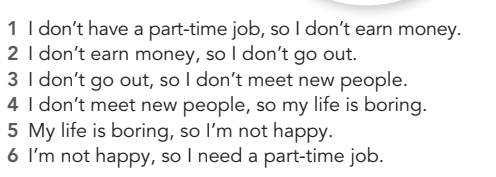 1 I don't have a part-time job, so I don't earn money.
2 I don't earn money, so I don't go out.
3 I don't go out, so I don't meet new people.
4 I don't meet new people, so my life is boring.
5 My life is boring, so I'm not happy.
6 I'm not happy, so I need a part-time job.